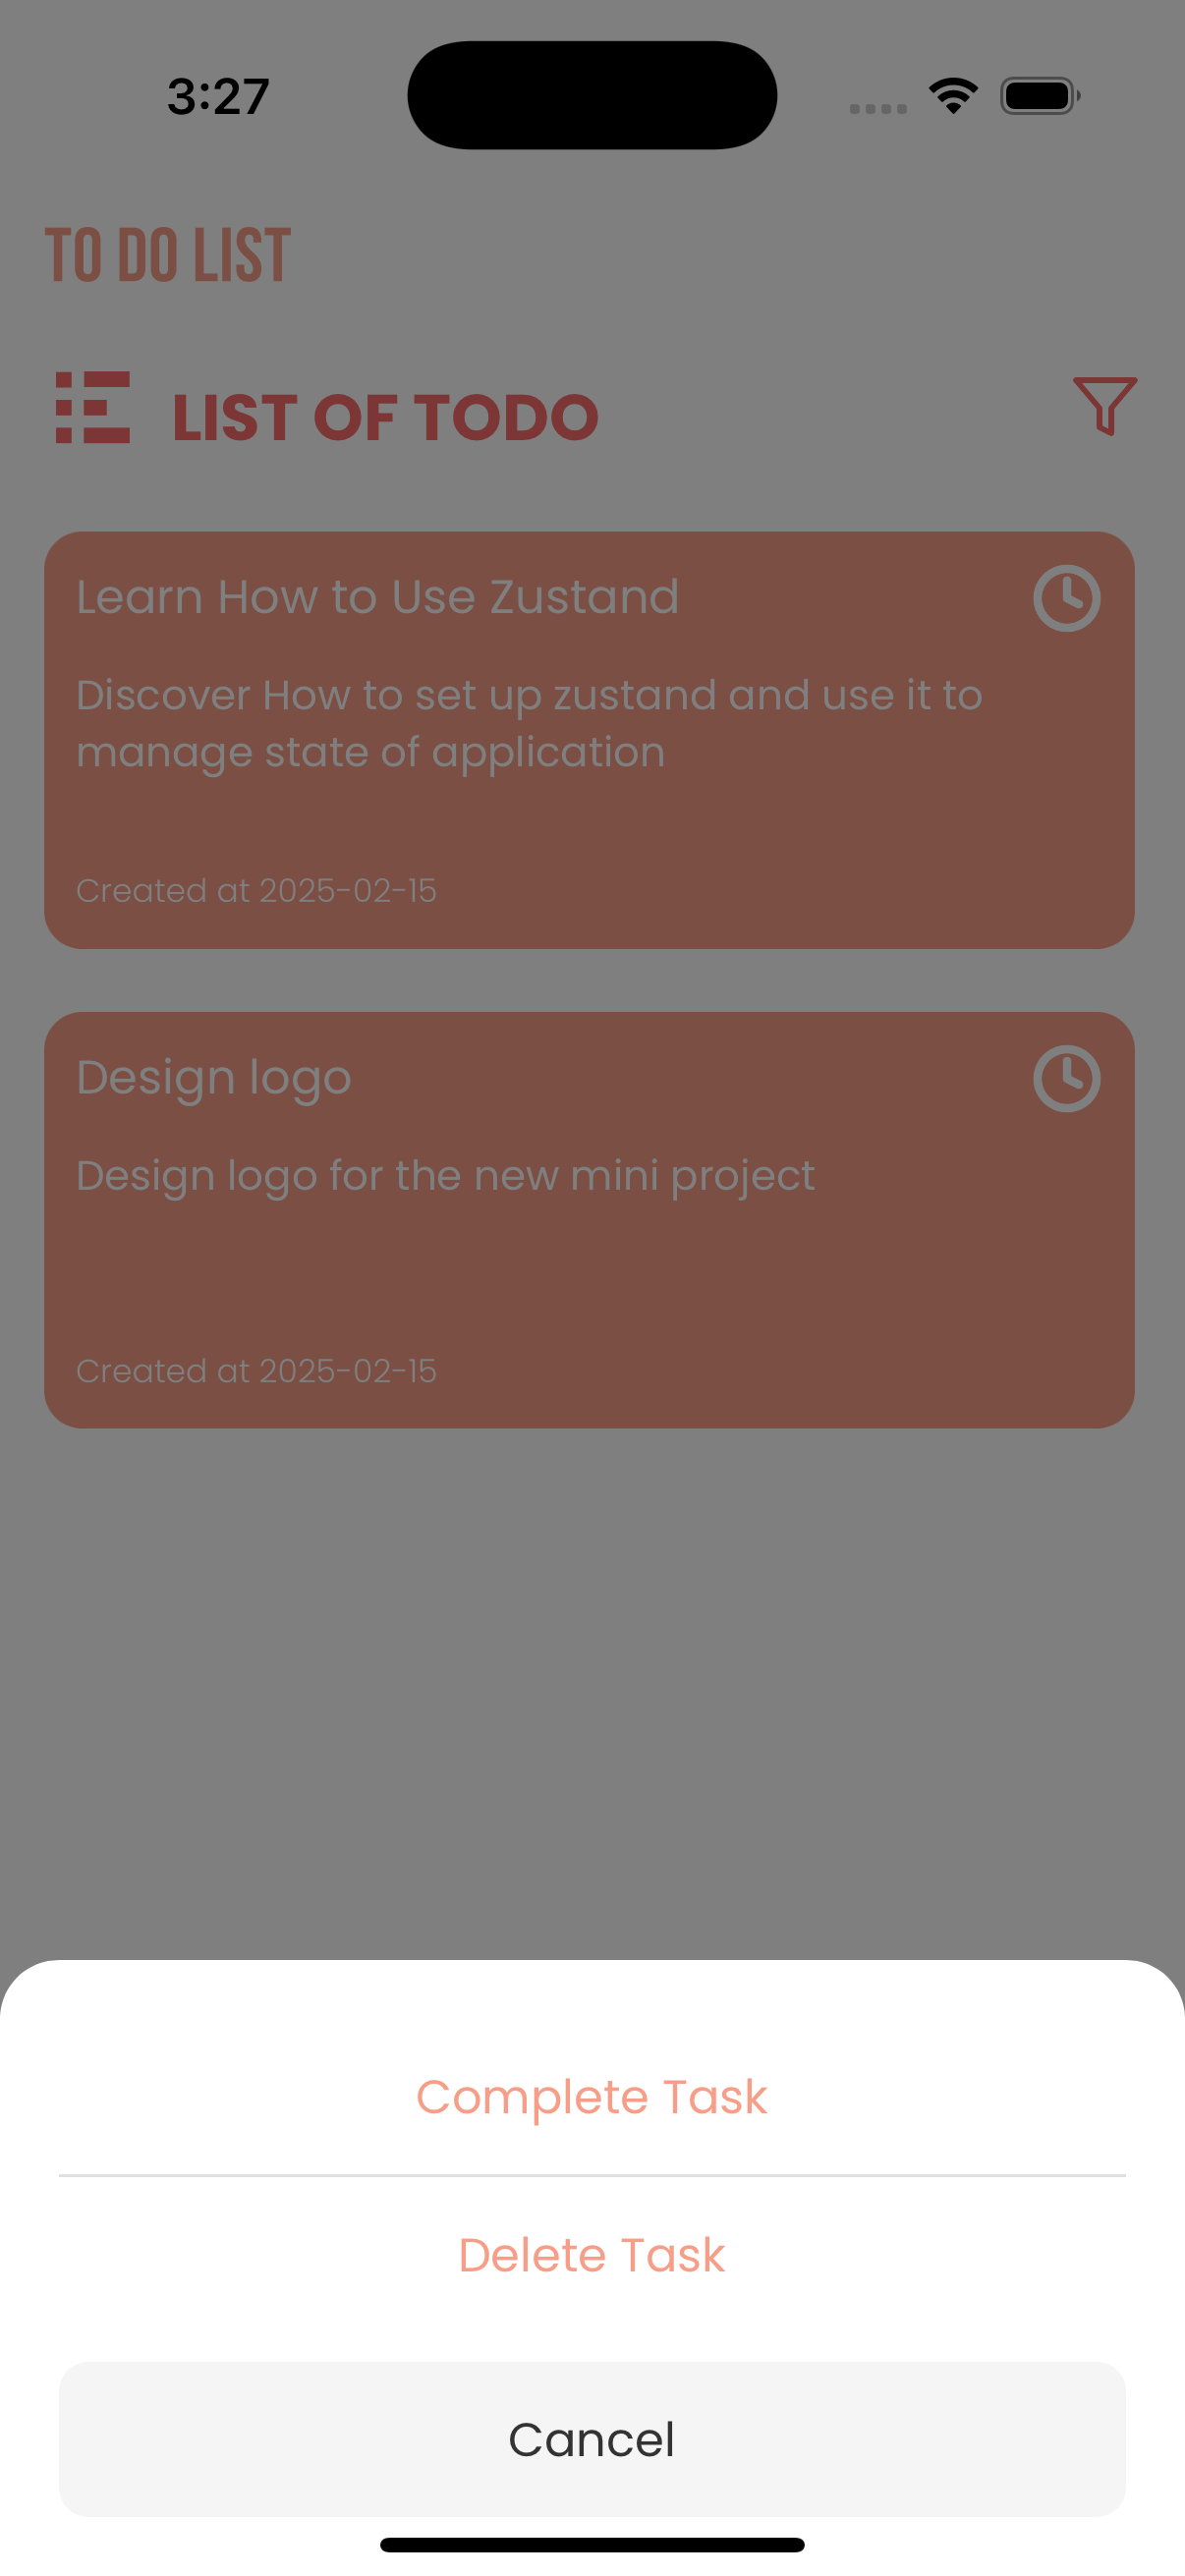 3:27
TO DO LIST
LIST OF TODO
Learn How to Use Zustand
Discover How to set up zustand and use it to
manage state of application
Created at 2025-02-15
Design logo
Design logo for the new mini project
Created at 2025-02-15
Complete Task
Delete Task
Cancel